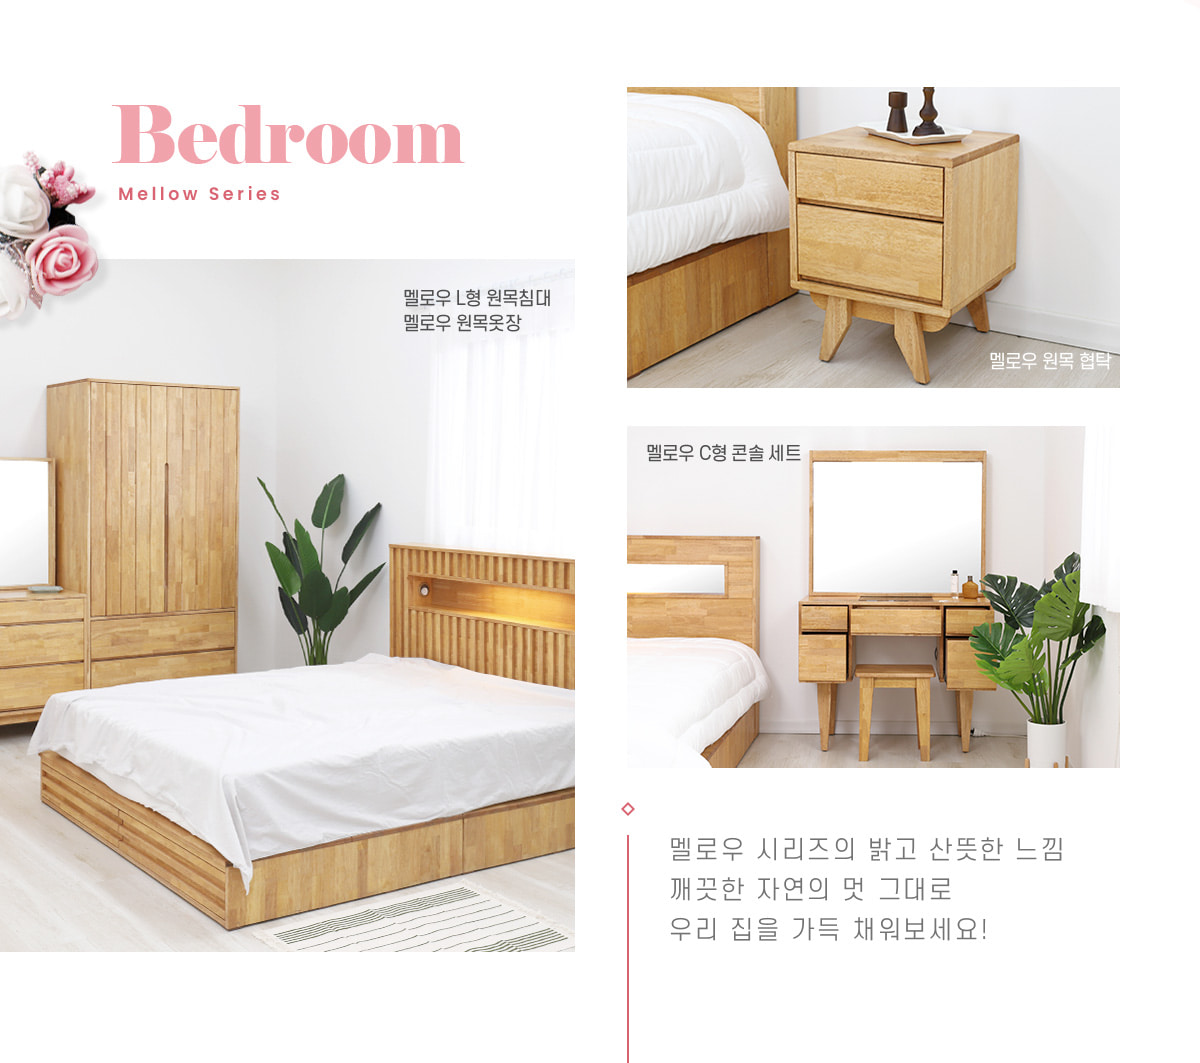 Bedroom
Mellow Series
멜로우 L형 원목침대
멜로우 원목옷장
멜로우 원목 협탁
멜로우 C형 콘솔 세트
멜로우 시리즈의 밝고 산뜻한 느낌
깨끗한 자연의 멋 그대로
우리 집을 가득 채워보세요!